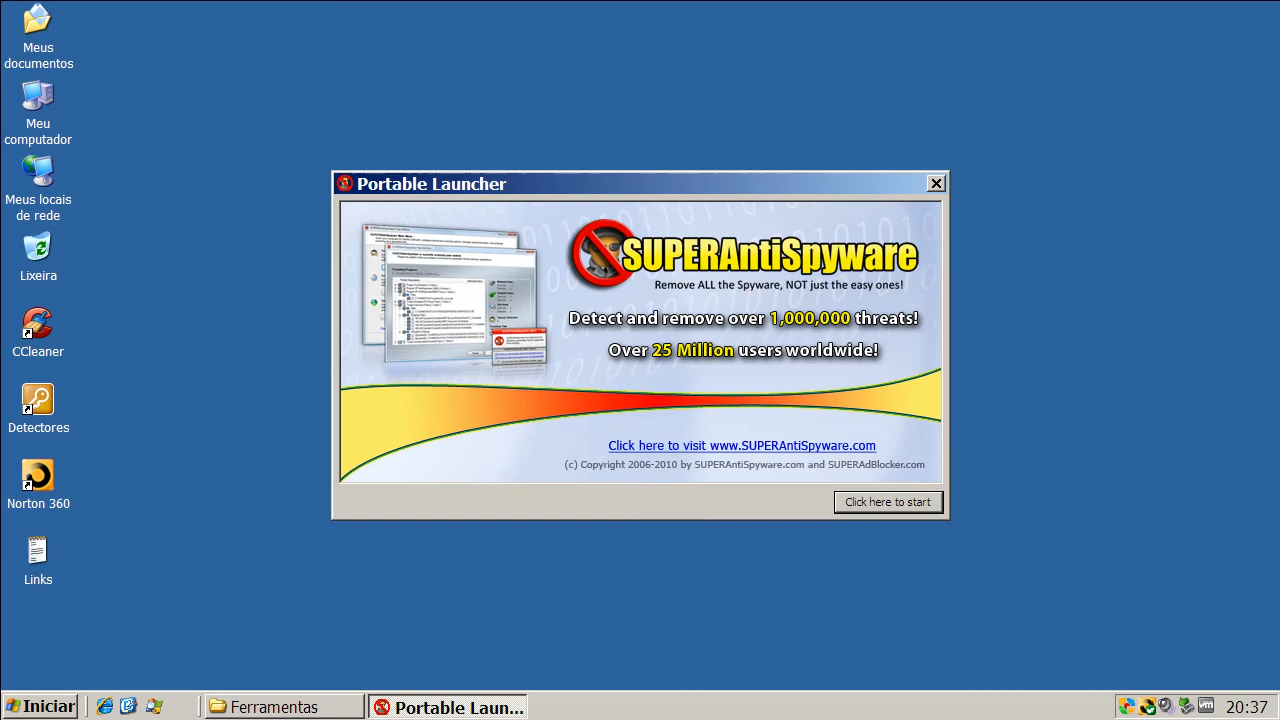 Meus
documentos
Meu
computador
Meus locais
de rede
Lixeira
CCleaner
Detectores
Norton 360
Links
Portable Launcher
SUPERAntiSpyware
Remove ALL the Spyware, NOT just the easy ones!
Detect and remove over 1,000,000 threats!
Over 25 Million users worldwide!
Click here to visit www.SUPERAntiSpyware.com
(c) Copyright 2006-2010 by SUPERAntiSpyware.com and SUPERAdBlocker.com
Click here to start
Iniciar
Ferramentas
Portable Laun...
20:37